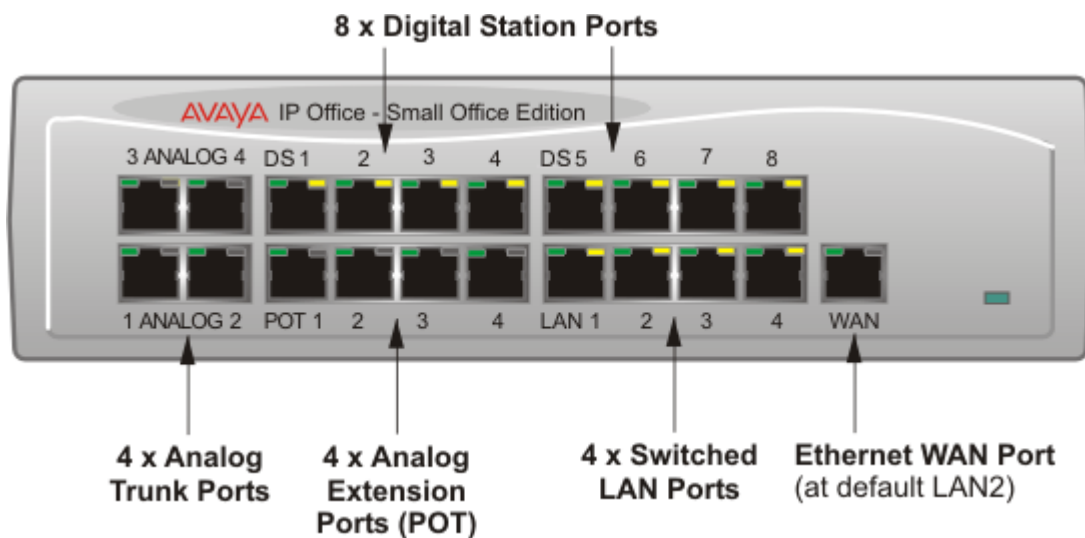 8 x Digital Station Ports
AVAYA IP Office - Small Office Edition
3 ANALOG 4 DS 1 2 3 4 DS 5 6 7 8
1 ANALOG 2 POT 1 2 3 4 LAN 1 2 3 4 WAN
4 x Analog
Trunk Ports
4 x Analog
Extension
Ports (POT)
4 x Switched
LAN Ports
Ethernet WAN Port
(at default LAN2)